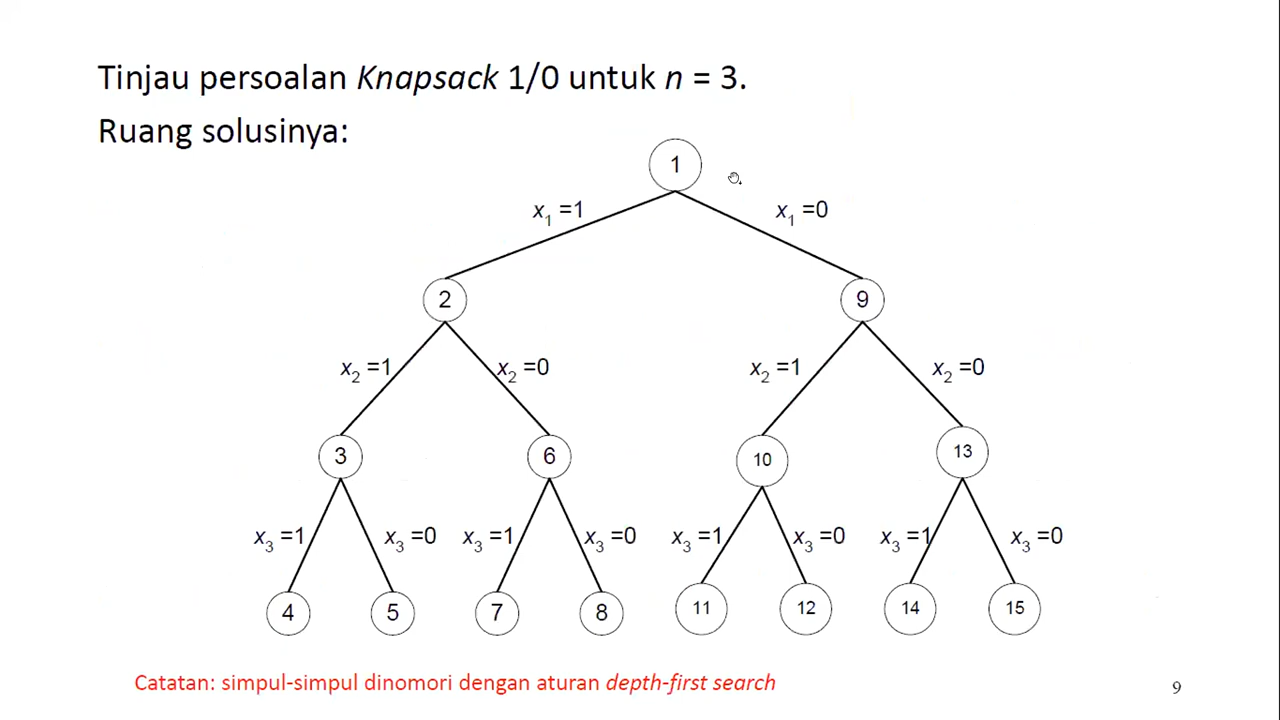 Tinjau persoalan Knapsack 1/0 untuk n = 3.
Ruang solusinya:
1
x₁ =1 x₁ =0
2 9
x₂ =1 x₂ =0 x₂ =1 x₂ =0
3 6 10 13
x₃ =1 x₃ =0 x₃ =1 x₃ =0 x₃ =1 x₃ =0 x₃ =1 x₃ =0
4 5 7 8 11 12 14 15
Catatan: simpul-simpul dinomori dengan aturan depth-first search
9